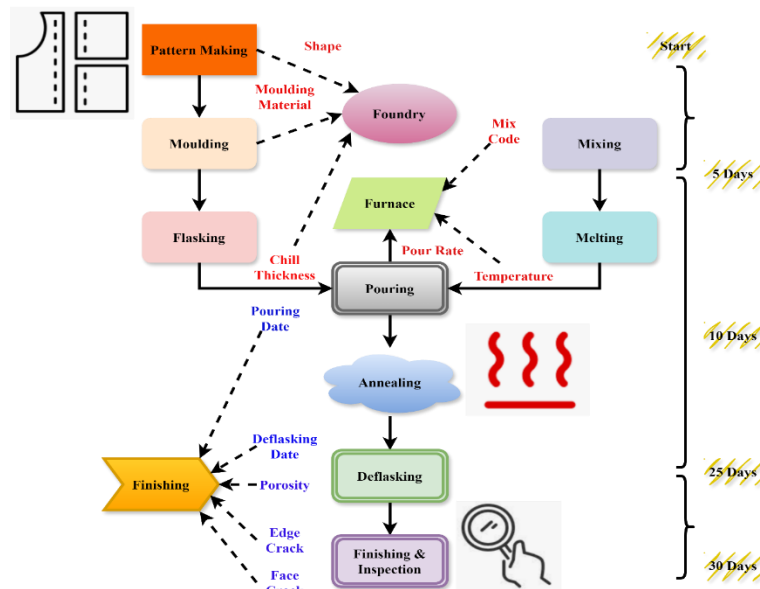 Pattern Making
Shape
Start
Moulding
Material
Foundry
Mix
Code
Moulding
Mixing
5 Days
Furnace
Flasking
Melting
Pour Rate
Chill
Thickness
Temperature
Pouring
Pouring
Date
10 Days
Annealing
Deflasking
Date
Finishing
Porosity
Deflasking
25 Days
Edge
Crack
Finishing &
Inspection
Face
30 Days